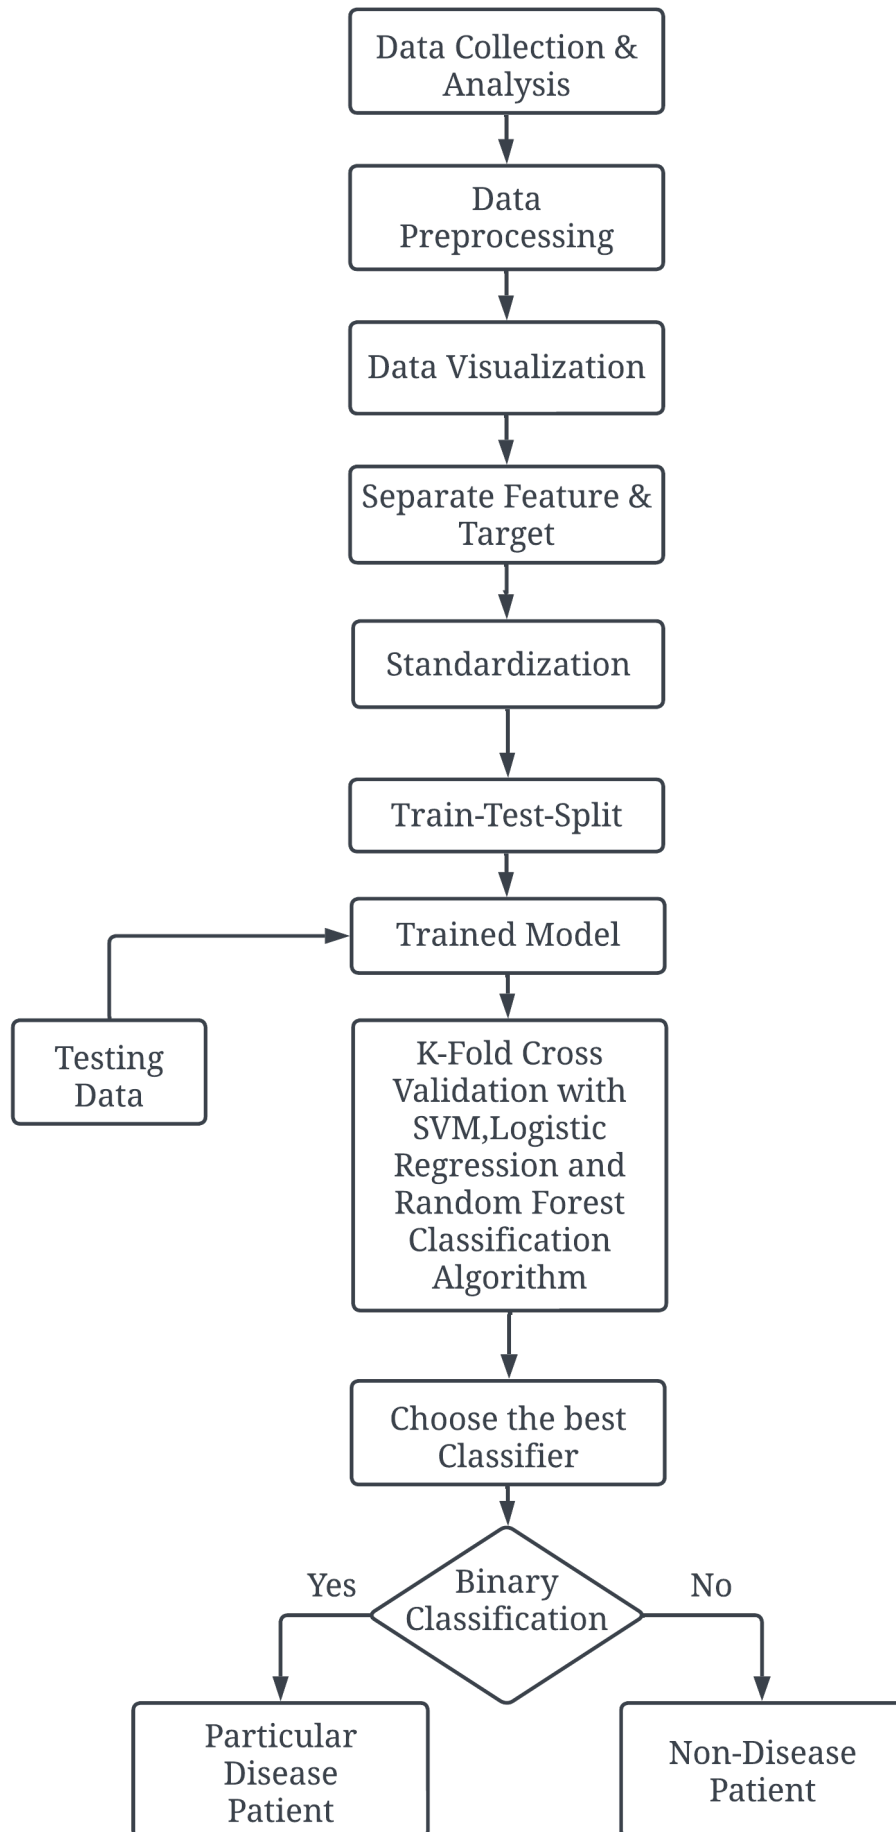 Data Collection &
Analysis
Data
Preprocessing
Data Visualization
Separate Feature &
Target
Standardization
Train-Test-Split
Trained Model
Testing
Data
K-Fold Cross
Validation with
SVM,Logistic
Regression and
Random Forest
Classification
Algorithm
Choose the best
Classifier
Binary
Classification
Yes
No
Particular
Disease
Patient
Non-Disease
Patient